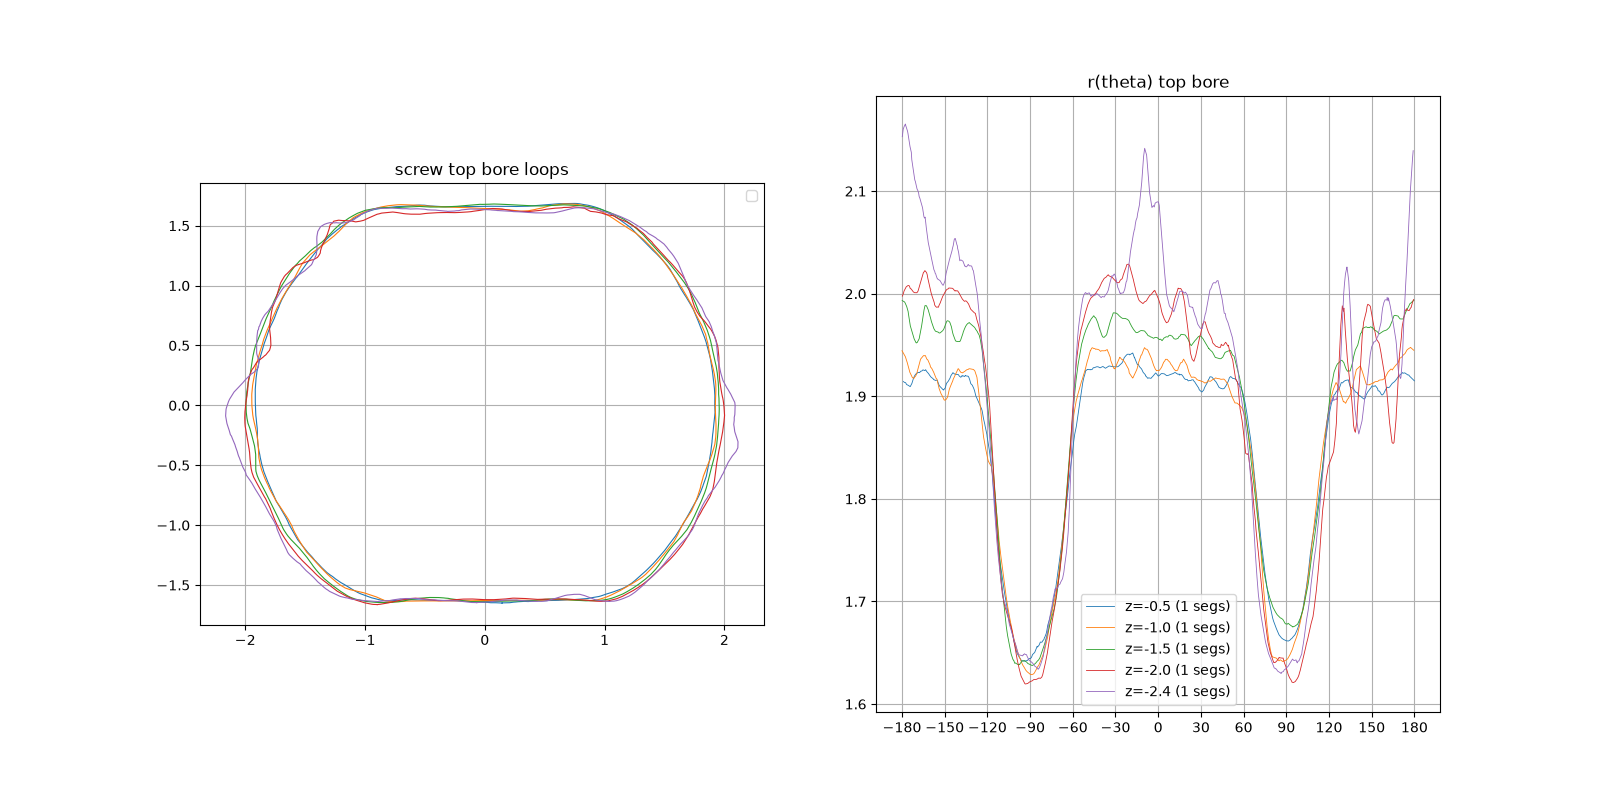 screw top bore loops
1.5
1.0
0.5
0.0
−0.5
−1.0
−1.5
−2 −1 0 1 2
r(theta) top bore
2.1
2.0
1.9
1.8
1.7
1.6
z=-0.5 (1 segs)
z=-1.0 (1 segs)
z=-1.5 (1 segs)
z=-2.0 (1 segs)
z=-2.4 (1 segs)
−180 −150 −120 −90 −60 −30 0 30 60 90 120 150 180